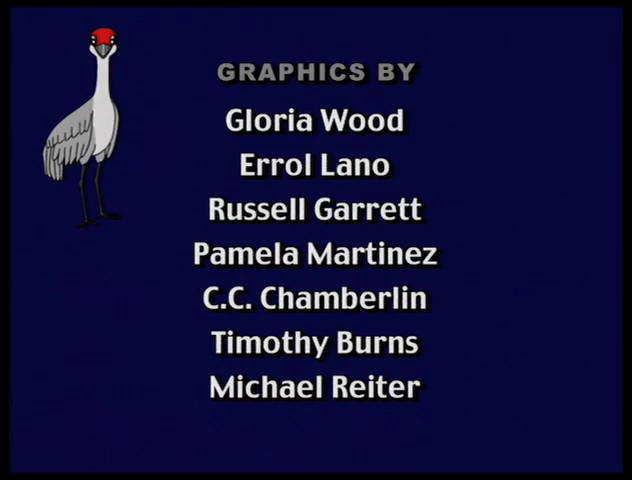 GRAPHICS BY
Gloria Wood
Errol Lano
Russell Garrett
Pamela Martinez
C.C. Chamberlin
Timothy Burns
Michael Reiter